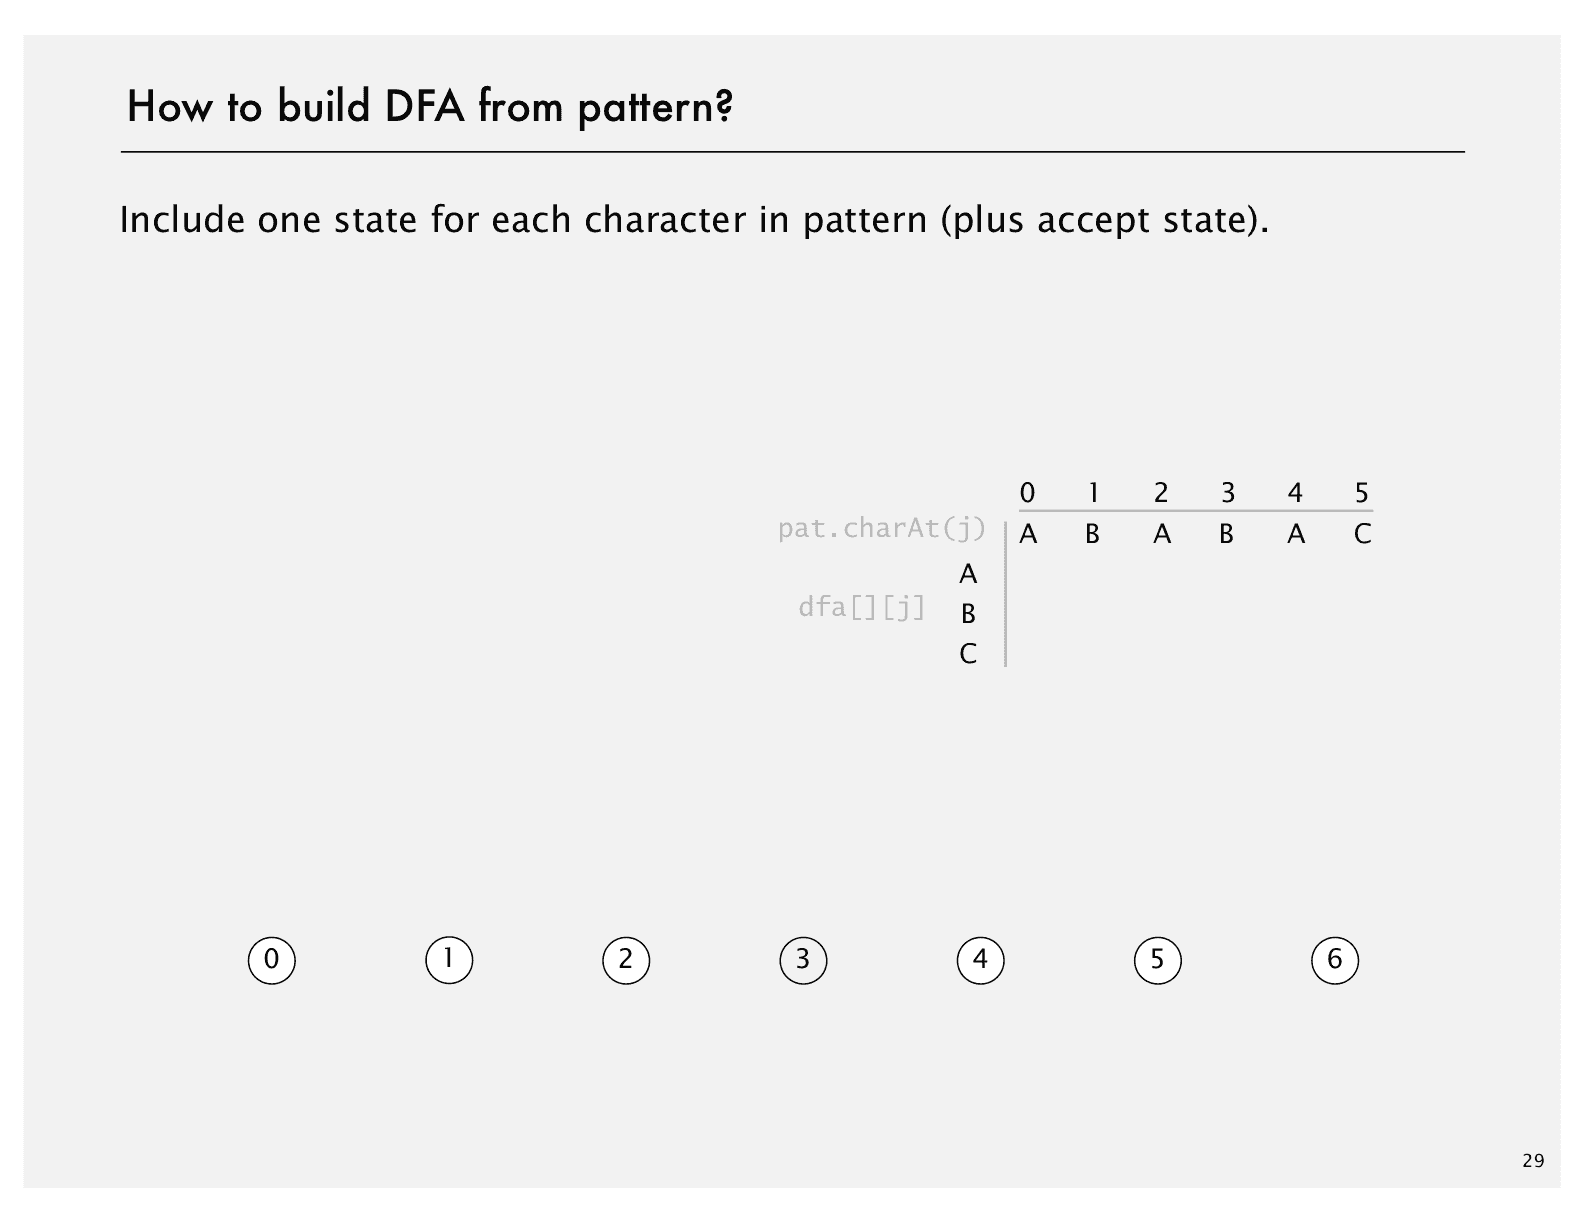 How to build DFA from pattern?
Include one state for each character in pattern (plus accept state).
0 1 2 3 4 5
pat.charAt(j) A B A B A C
A
dfa[][j] B
C
0 1 2 3 4 5 6
29